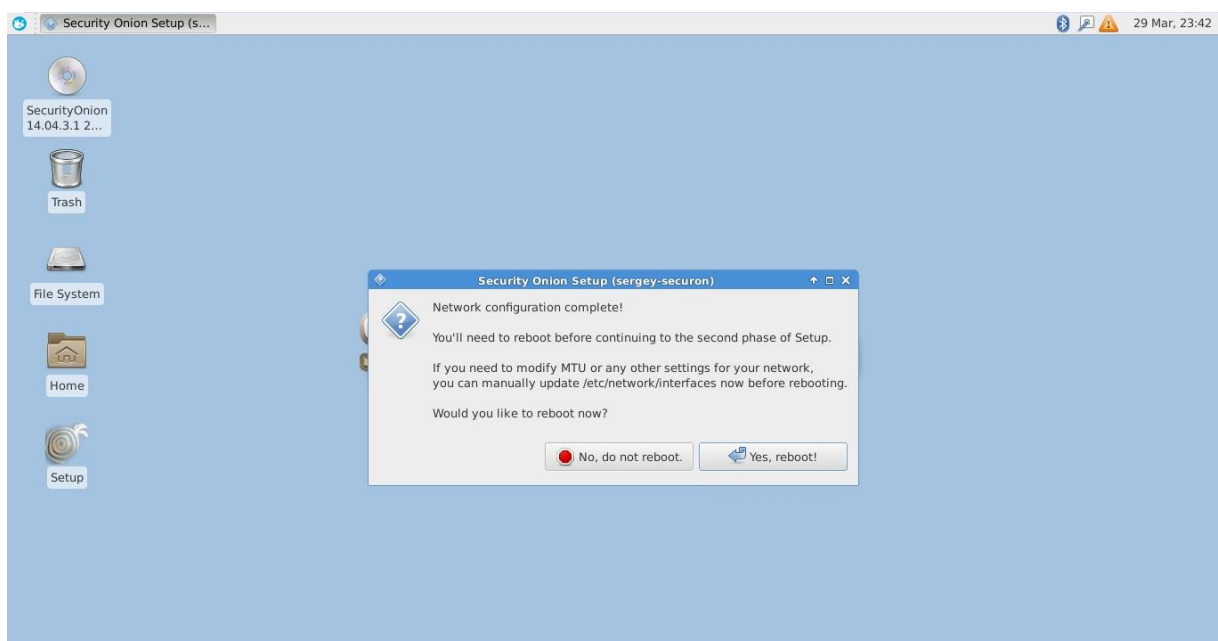 Security Onion Setup (s...
29 Mar, 23:42
SecurityOnion
14.04.3.1 2...
Trash
File System
Home
Setup
Security Onion Setup (sergey-securon)
Network configuration complete!
You'll need to reboot before continuing to the second phase of Setup.
If you need to modify MTU or any other settings for your network,
you can manually update /etc/network/interfaces now before rebooting.
Would you like to reboot now?
No, do not reboot.
Yes, reboot!